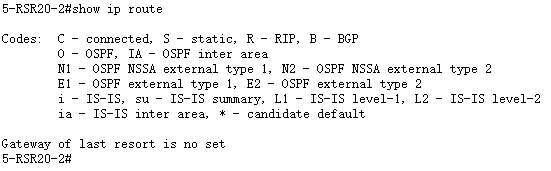 5-RSR20-2#show ip route
Codes:  C - connected, S - static, R - RIP, B - BGP
O - OSPF, IA - OSPF inter area
N1 - OSPF NSSA external type 1, N2 - OSPF NSSA external type 2
E1 - OSPF external type 1, E2 - OSPF external type 2
i - IS-IS, su - IS-IS summary, L1 - IS-IS level-1, L2 - IS-IS level-2
ia - IS-IS inter area, * - candidate default
Gateway of last resort is no set
5-RSR20-2#